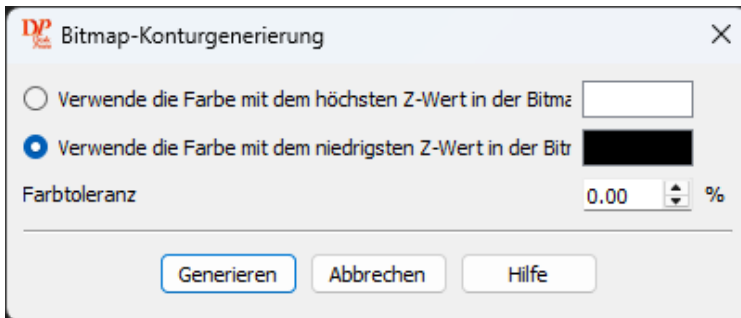 Bitmap-Konturgenerierung
Verwende die Farbe mit dem höchsten Z-Wert in der Bitma
Verwende die Farbe mit dem niedrigsten Z-Wert in der Bitr
Farbtoleranz 0.00 %
Generieren Abbrechen Hilfe